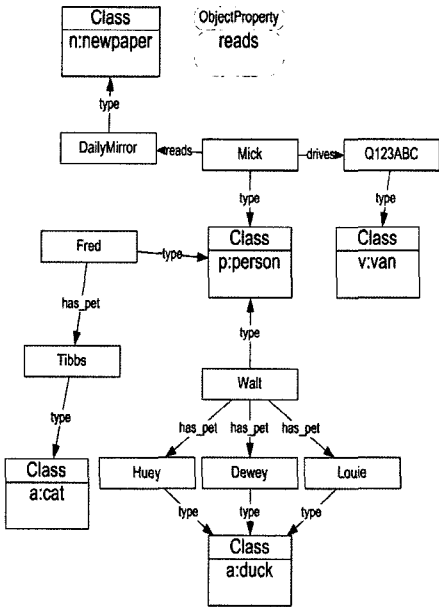 Class
n:newpaper
ObjectProperty
reads
type
DailyMirror
reads
Mick
drives
Q123ABC
type
type
Fred
type
Class
p:person
Class
v:van
has_pet
type
Tibbs
Walt
type
has_pet
has_pet
has_pet
Class
a:cat
Huey
Dewey
Louie
type
type
type
Class
a:duck